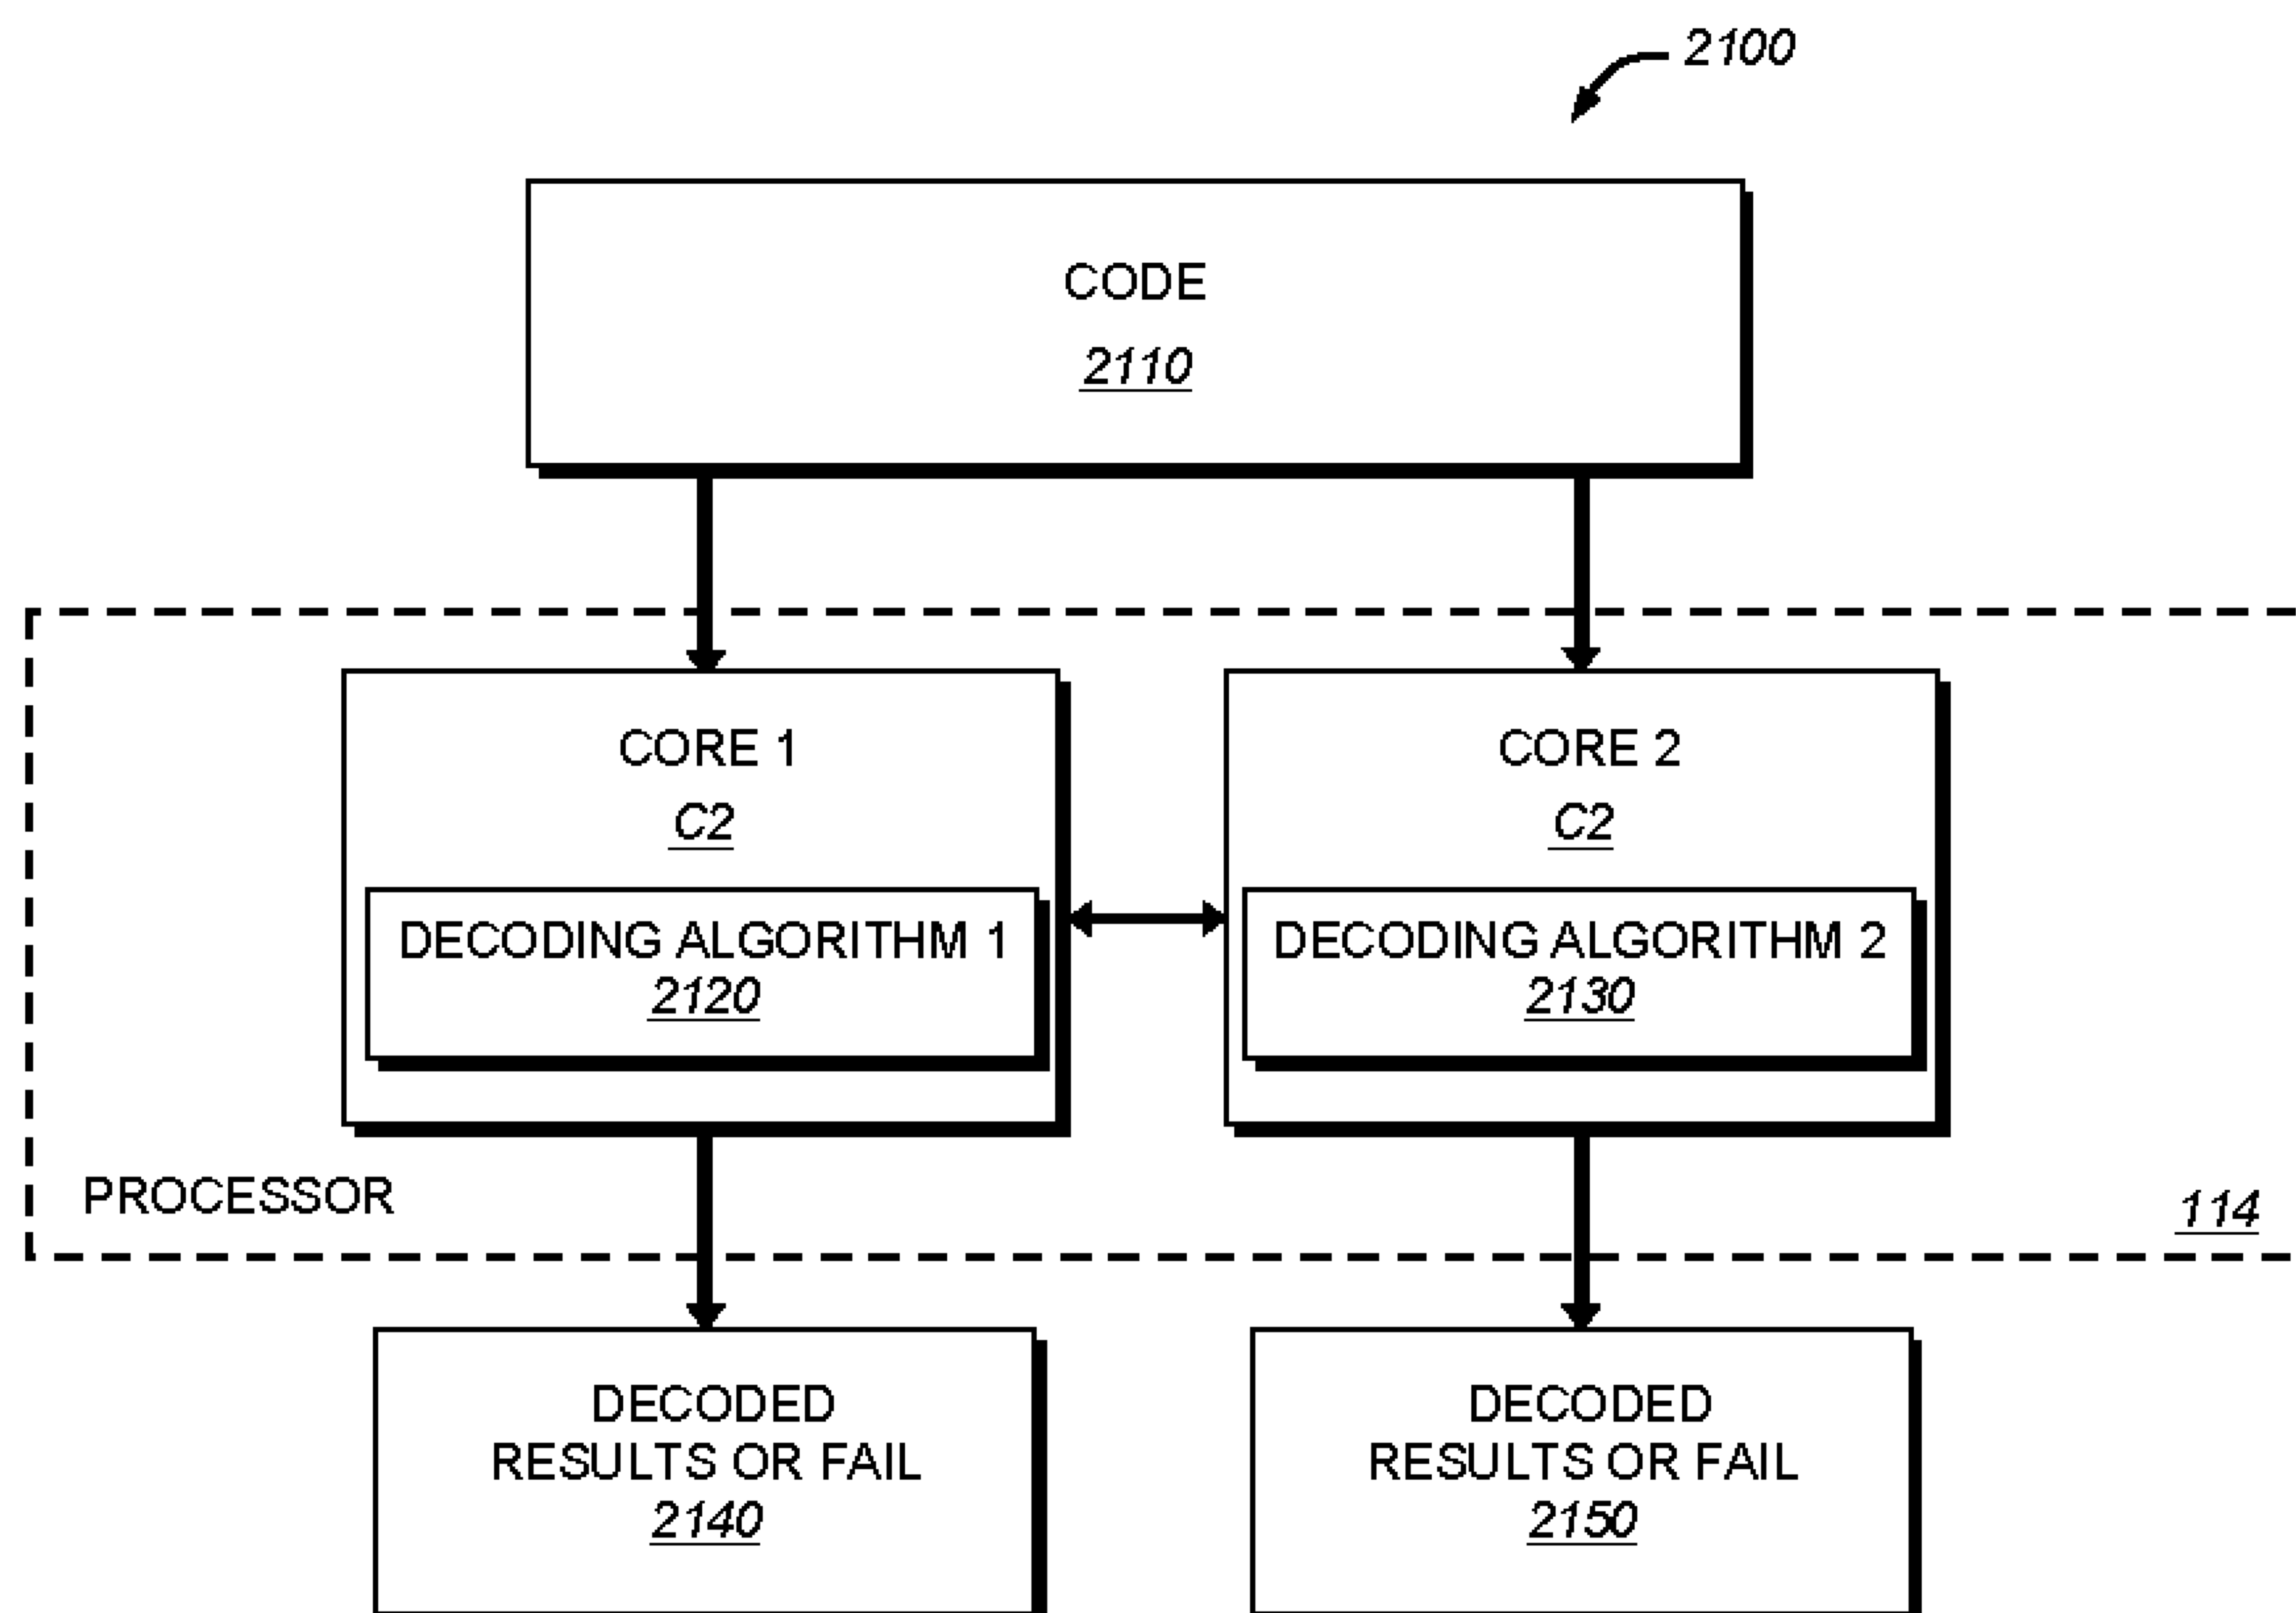 2100
CODE
2110
CORE 1
C2
CORE 2
C2
DECODING ALGORITHM 1
2120
DECODING ALGORITHM 2
2130
PROCESSOR
114
DECODED
RESULTS OR FAIL
2140
DECODED
RESULTS OR FAIL
2150